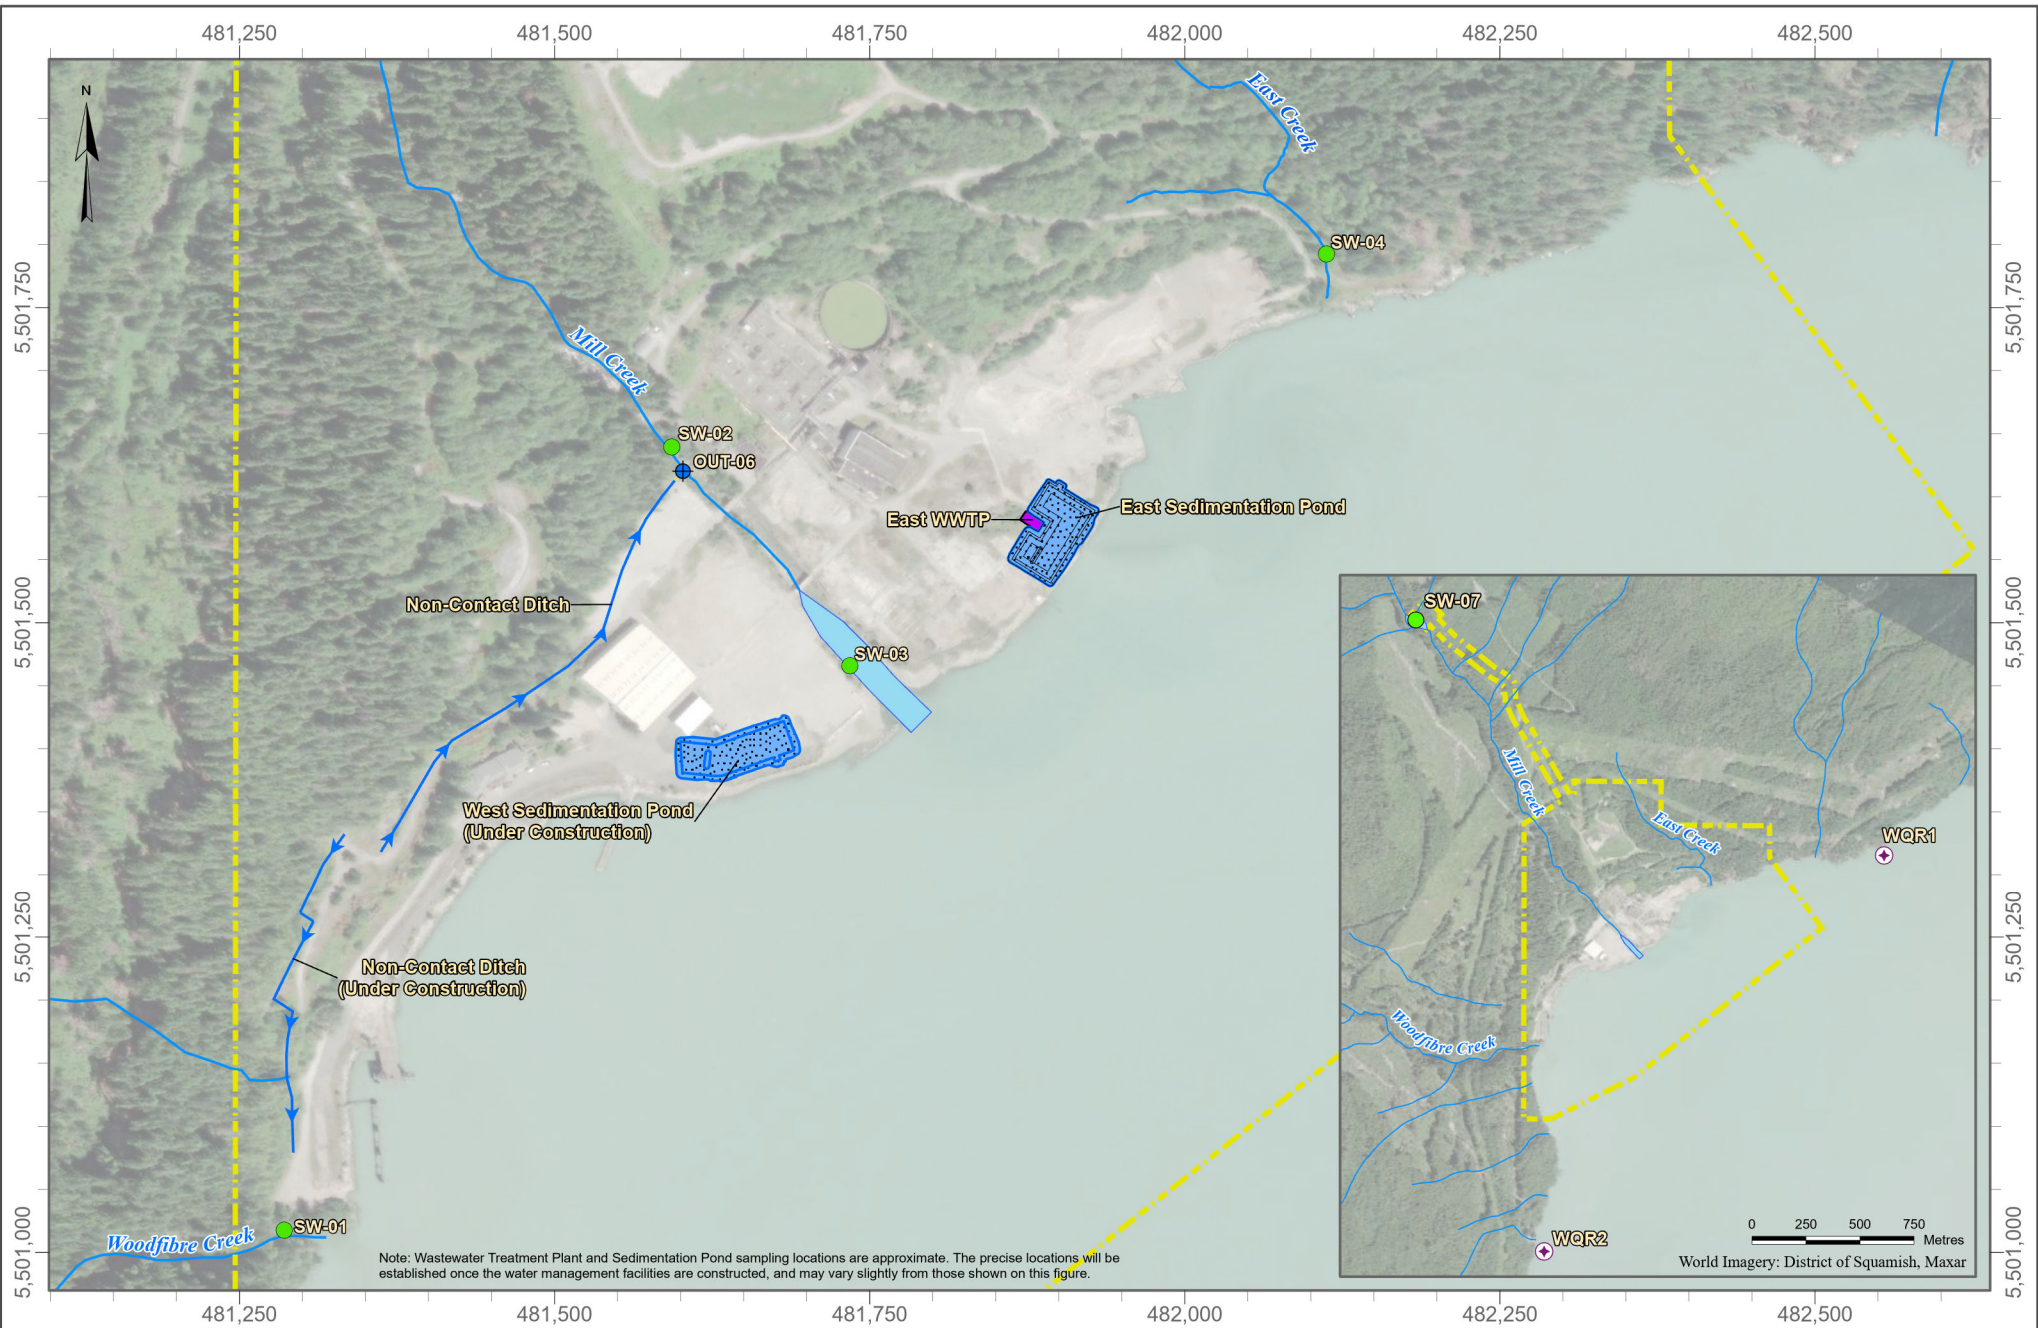 481,250 481,500 481,750 482,000 482,250 482,500
N
East Creek
SW-04
5,501,750
5,501,750
Mill Creek
SW-02
OUT-06
East WWTP
East Sedimentation Pond
Non-Contact Ditch
5,501,500
5,501,500
SW-03
West Sedimentation Pond
(Under Construction)
5,501,250
5,501,250
Non-Contact Ditch
(Under Construction)
SW-01
Woodfibre Creek
5,501,000
5,501,000
Note: Wastewater Treatment Plant and Sedimentation Pond sampling locations are approximate. The precise locations will be
established once the water management facilities are constructed, and may vary slightly from those shown on this figure.
SW-07
Mill Creek
East Creek
WQR1
Woodfibre Creek
WQR2
0 250 500 750
Metres
World Imagery: District of Squamish, Maxar
481,250 481,500 481,750 482,000 482,250 482,500